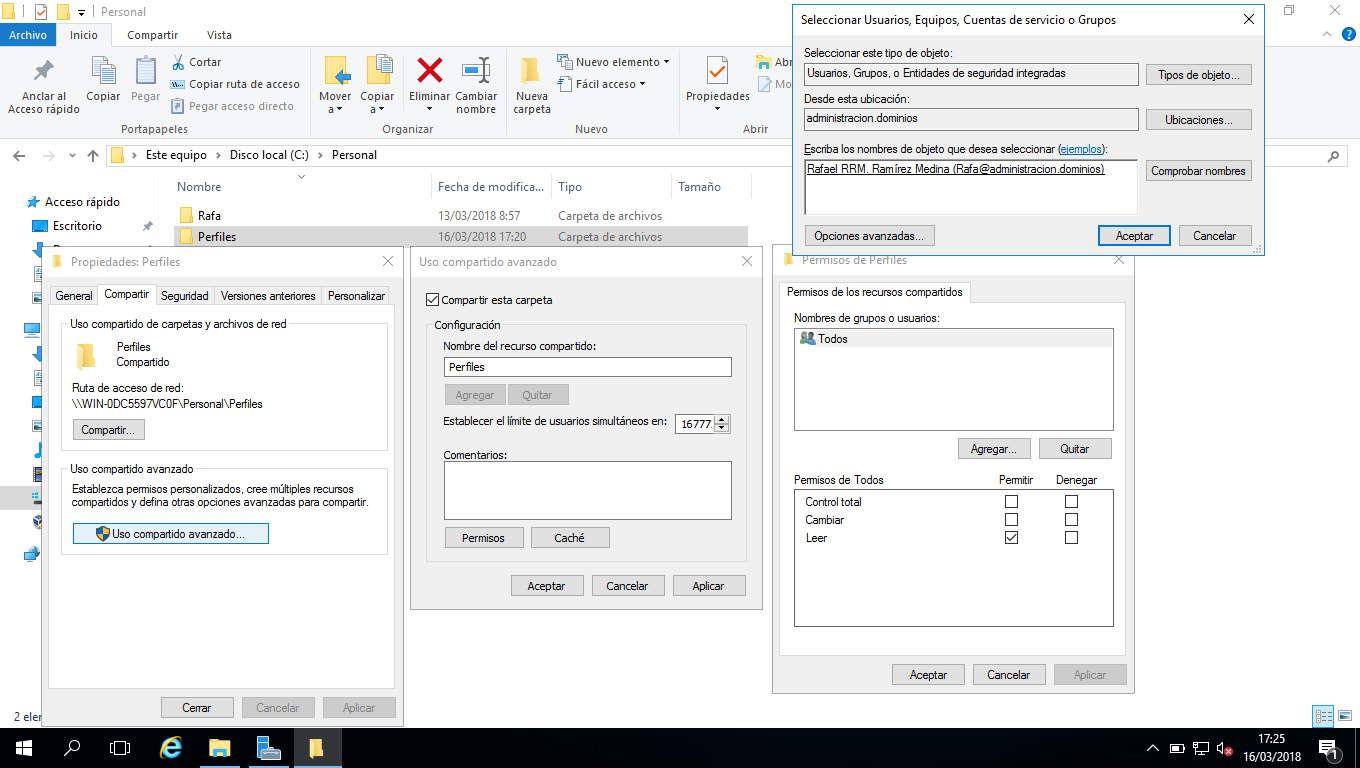 Personal
Archivo Inicio Compartir Vista
Anclar al Acceso rápido
Copiar
Pegar
Cortar
Copiar ruta de acceso
Pegar acceso directo
Portapapeles
Mover a
Copiar a
Eliminar
Cambiar nombre
Organizar
Nueva carpeta
Nuevo elemento
Fácil acceso
Nuevo
Propiedades
Abrir
Este equipo > Disco local (C:) > Personal
Nombre Fecha de modifica... Tipo Tamaño
Acceso rápido
Escritorio
Rafa 13/03/2018 8:57 Carpeta de archivos
Perfiles 16/03/2018 17:20 Carpeta de archivos
Seleccionar Usuarios, Equipos, Cuentas de servicio o Grupos
Seleccionar este tipo de objeto:
Usuarios, Grupos, o Entidades de seguridad integradas
Tipos de objeto...
Desde esta ubicación:
administracion.dominios
Ubicaciones...
Escriba los nombres de objeto que desea seleccionar (ejemplos):
Rafael RRM. Ramírez Medina (Rafa@administracion.dominios)
Comprobar nombres
Opciones avanzadas... Aceptar Cancelar
Propiedades: Perfiles
General Compartir Seguridad Versiones anteriores Personalizar
Uso compartido de carpetas y archivos de red
Perfiles
Compartido
Ruta de acceso de red:
\\WIN-0DC5597VC0F\Personal\Perfiles
Compartir...
Uso compartido avanzado
Establezca permisos personalizados, cree múltiples recursos
compartidos y defina otras opciones avanzadas para compartir.
Uso compartido avanzado...
Cerrar Cancelar Aplicar
Uso compartido avanzado
Compartir esta carpeta
Configuración
Nombre del recurso compartido:
Perfiles
Agregar Quitar
Establecer el límite de usuarios simultáneos en: 16777
Comentarios:
Permisos Caché
Aceptar Cancelar Aplicar
Permisos de Perfiles
Permisos de los recursos compartidos
Nombres de grupos o usuarios:
Todos
Agregar... Quitar
Permisos de Todos Permitir Denegar
Control total
Cambiar
Leer
Aceptar Cancelar Aplicar
17:25
16/03/2018
1